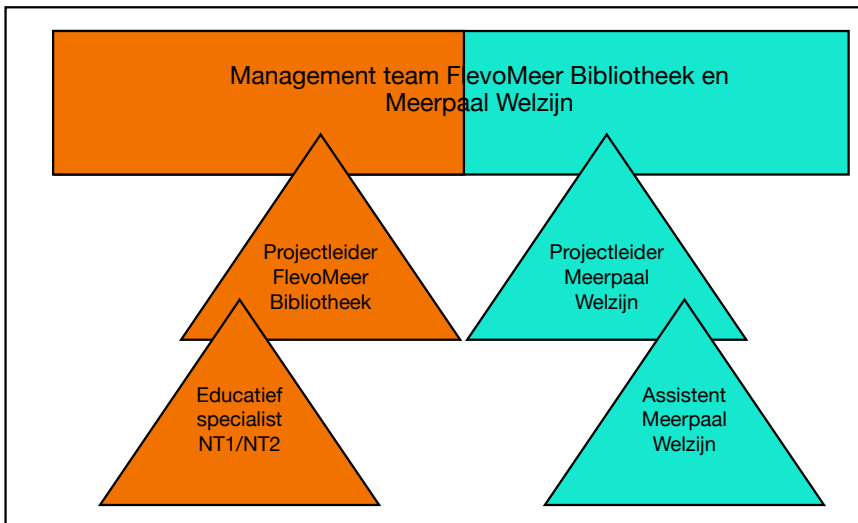 Management team FlevoMeer Bibliotheek en
Meerpaal Welzijn
Projectleider
FlevoMeer
Bibliotheek
Projectleider
Meerpaal
Welzijn
Educatief
specialist
NT1/NT2
Assistent
Meerpaal
Welzijn